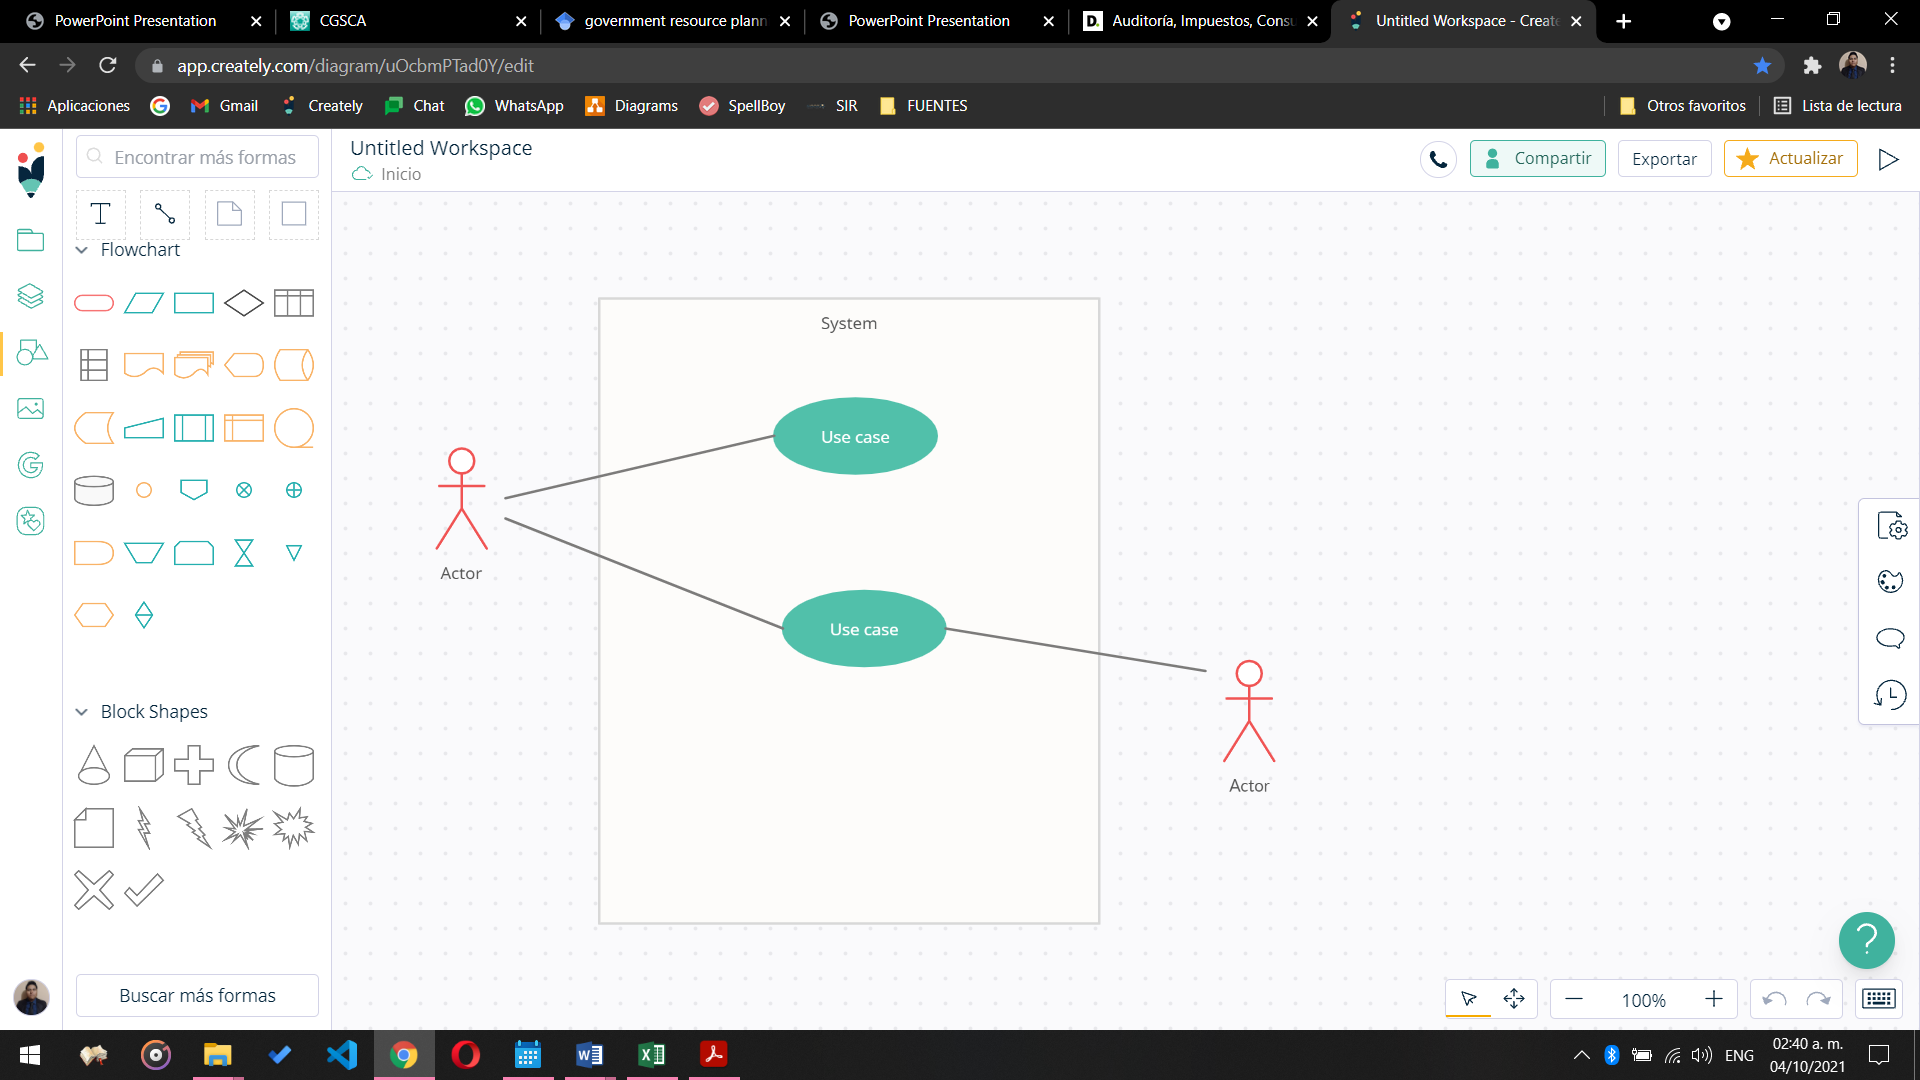 PowerPoint Presentation
CGSCA
government resource plann
PowerPoint Presentation
D.
Auditoría, Impuestos, Consu
Untitled Workspace - Create
app.creately.com/diagram/uOcbmPTad0Y/edit
Aplicaciones
Gmail
Creately
Chat
WhatsApp
Diagrams
SpellBoy
SIR
FUENTES
Otros favoritos
Lista de lectura
Encontrar más formas
Untitled Workspace
Inicio
Compartir
Exportar
Actualizar
T
Flowchart
System
Use case
Actor
Use case
Actor
Block Shapes
Buscar más formas
?
100%
ENG
02:40 a. m.
04/10/2021